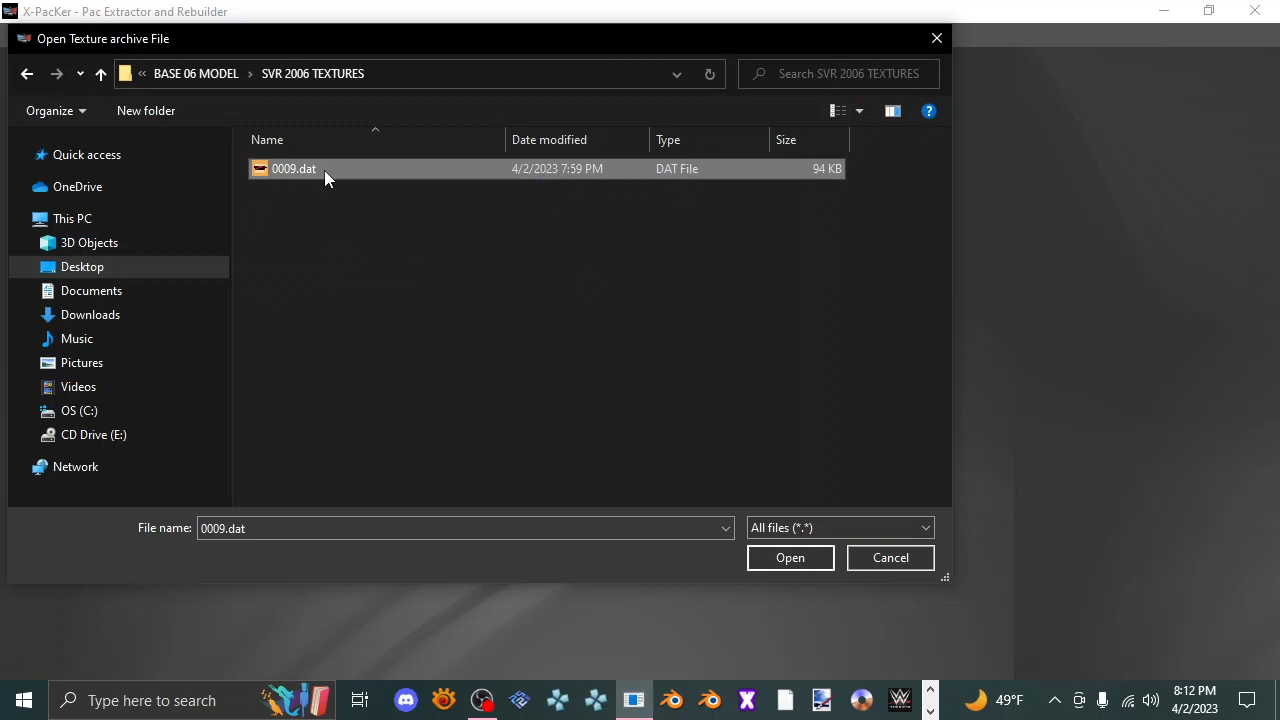 X-PacKer - Pac Extractor and Rebuilder
Open Texture archive File
« BASE 06 MODEL › SVR 2006 TEXTURES
Search SVR 2006 TEXTURES
Organize
New folder
?
Name
Date modified
Type
Size
0009.dat
4/2/2023 7:59 PM
DAT File
94 KB
Quick access
OneDrive
This PC
3D Objects
Desktop
Documents
Downloads
Music
Pictures
Videos
OS (C:)
CD Drive (E:)
Network
File name:
0009.dat
All files (*.*)
Open
Cancel
Type here to search
49°F
8:12 PM
4/2/2023